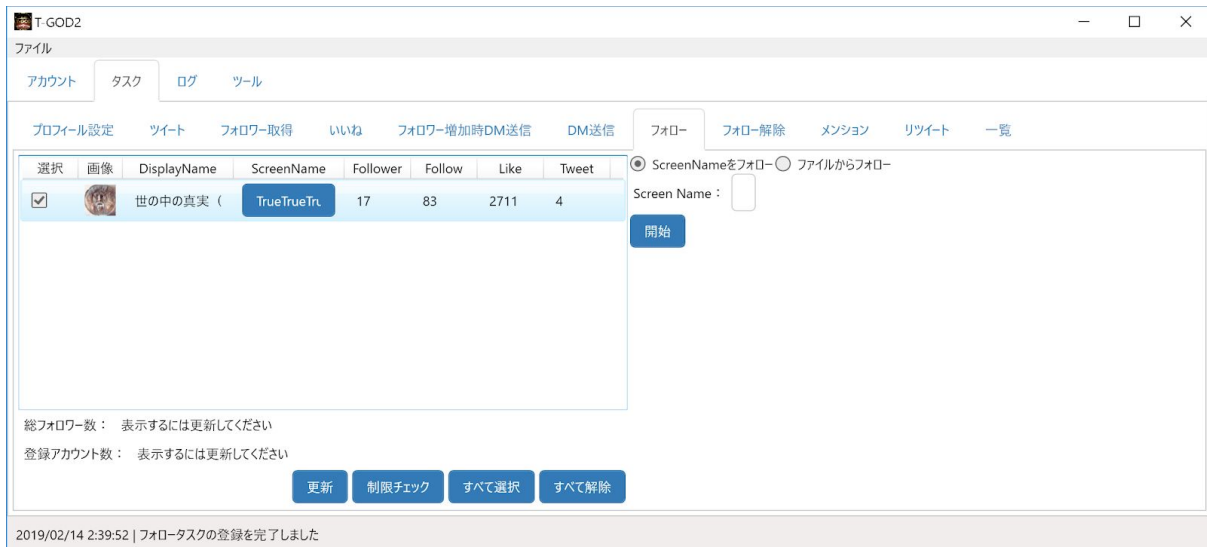 T-GOD2
ファイル
アカウント タスク ログ ツール
プロフィール設定 ツイート フォロワー取得 いいね フォロワー増加時DM送信 DM送信 フォロー フォロー解除 メンション リツイート 一覧
選択 画像 DisplayName ScreenName Follower Follow Like Tweet
ScreenNameをフォロー ファイルからフォロー
世の中の真実（ TrueTrueTru 17 83 2711 4
Screen Name：
開始
総フォロワー数： 表示するには更新してください
登録アカウント数： 表示するには更新してください
更新 制限チェック すべて選択 すべて解除
2019/02/14 2:39:52 | フォロータスクの登録を完了しました